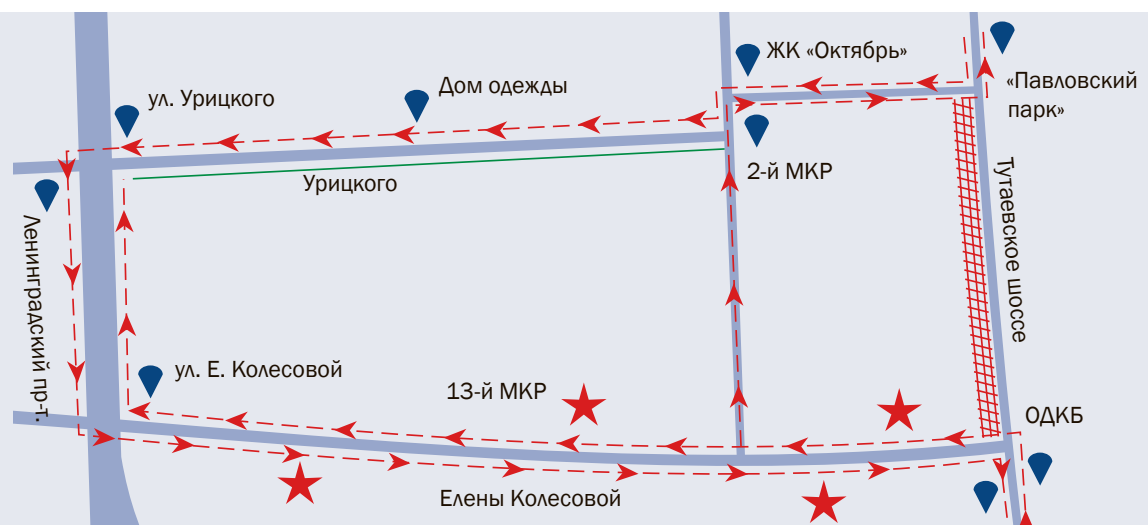 ЖК «Октябрь»
«Павловский
парк»
Дом одежды
ул. Урицкого
2-й МКР
Урицкого
Тутаевское шоссе
Ленинградский пр-т.
ул. Е. Колесовой
13-й МКР
ОДКБ
Елены Колесовой